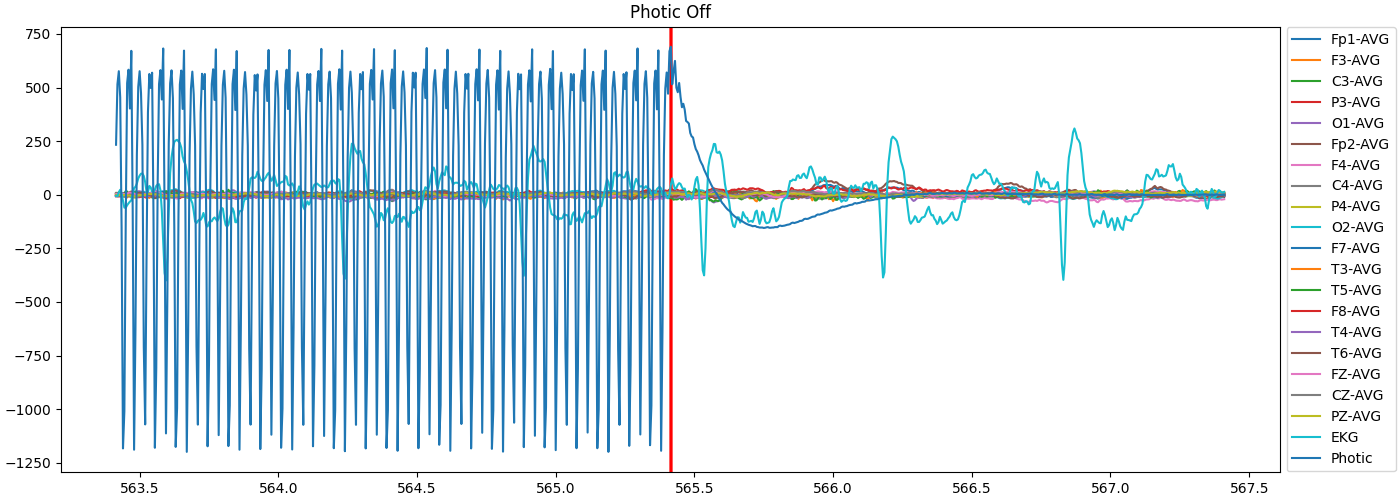 Photic Off
750
500
250
0
−250
−500
−750
−1000
−1250
563.5 564.0 564.5 565.0 565.5 566.0 566.5 567.0 567.5
Fp1-AVG
F3-AVG
C3-AVG
P3-AVG
O1-AVG
Fp2-AVG
F4-AVG
C4-AVG
P4-AVG
O2-AVG
F7-AVG
T3-AVG
T5-AVG
F8-AVG
T4-AVG
T6-AVG
FZ-AVG
CZ-AVG
PZ-AVG
EKG
Photic